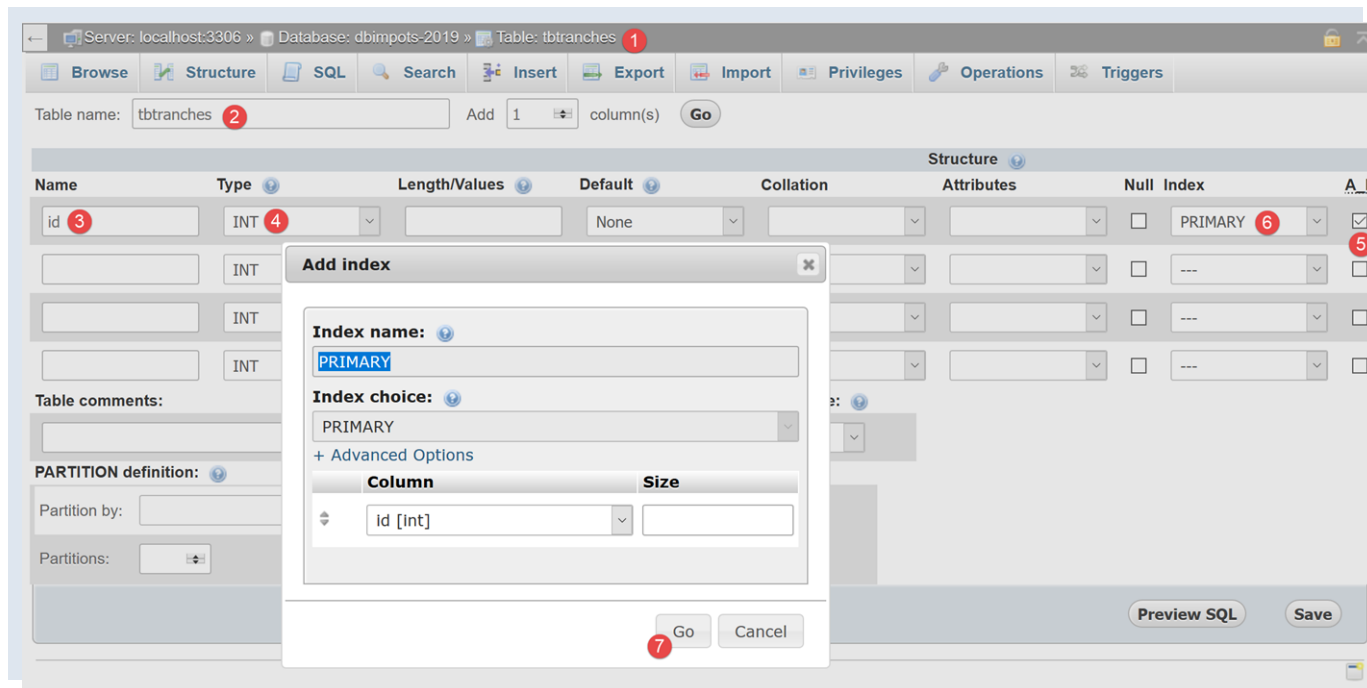 ← Server: localhost:3306 » Database: dbimpots-2019 » Table: tbtranches 1
Browse Structure SQL Search Insert Export Import Privileges Operations Triggers
Table name: tbtranches 2 Add 1 column(s) Go
Structure
Name Type Length/Values Default Collation Attributes Null Index A_I
id 3 INT 4 None PRIMARY 6
5
INT ---
INT ---
INT ---
Add index
Index name:
PRIMARY
Index choice:
PRIMARY
+ Advanced Options
Column Size
id [int]
Go Cancel
7
Table comments: e:
PARTITION definition:
Partition by:
Partitions:
Preview SQL Save